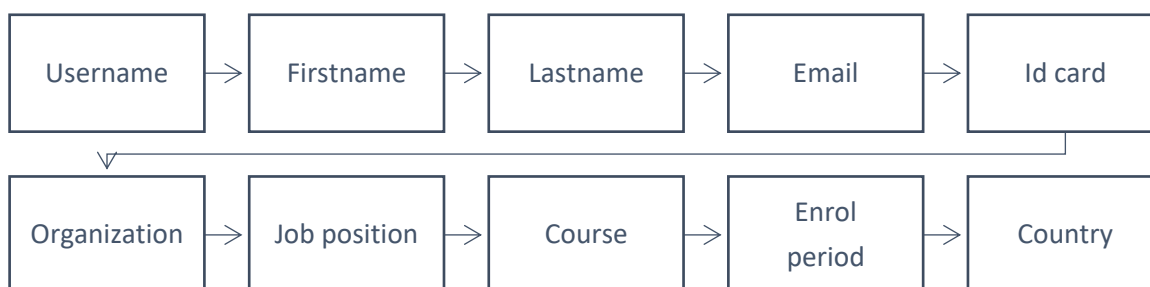 Username
Firstname
Lastname
Email
Id card
Organization
Job position
Course
Enrol
period
Country